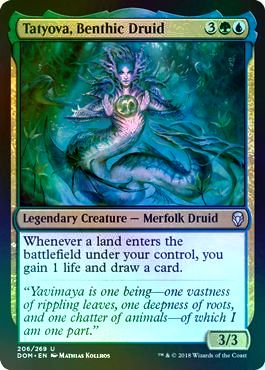 Tatyova, Benthic Druid 3
Legendary Creature — Merfolk Druid
Whenever a land enters the
battlefield under your control, you
gain 1 life and draw a card.
“Yavimaya is one being—one vastness
of rippling leaves, one deepness of roots,
and one chatter of animals—of which I
am one part.”
3/3
206/269 U
DOM • EN Mathias Kollros
™ & © 2018 Wizards of the Coast